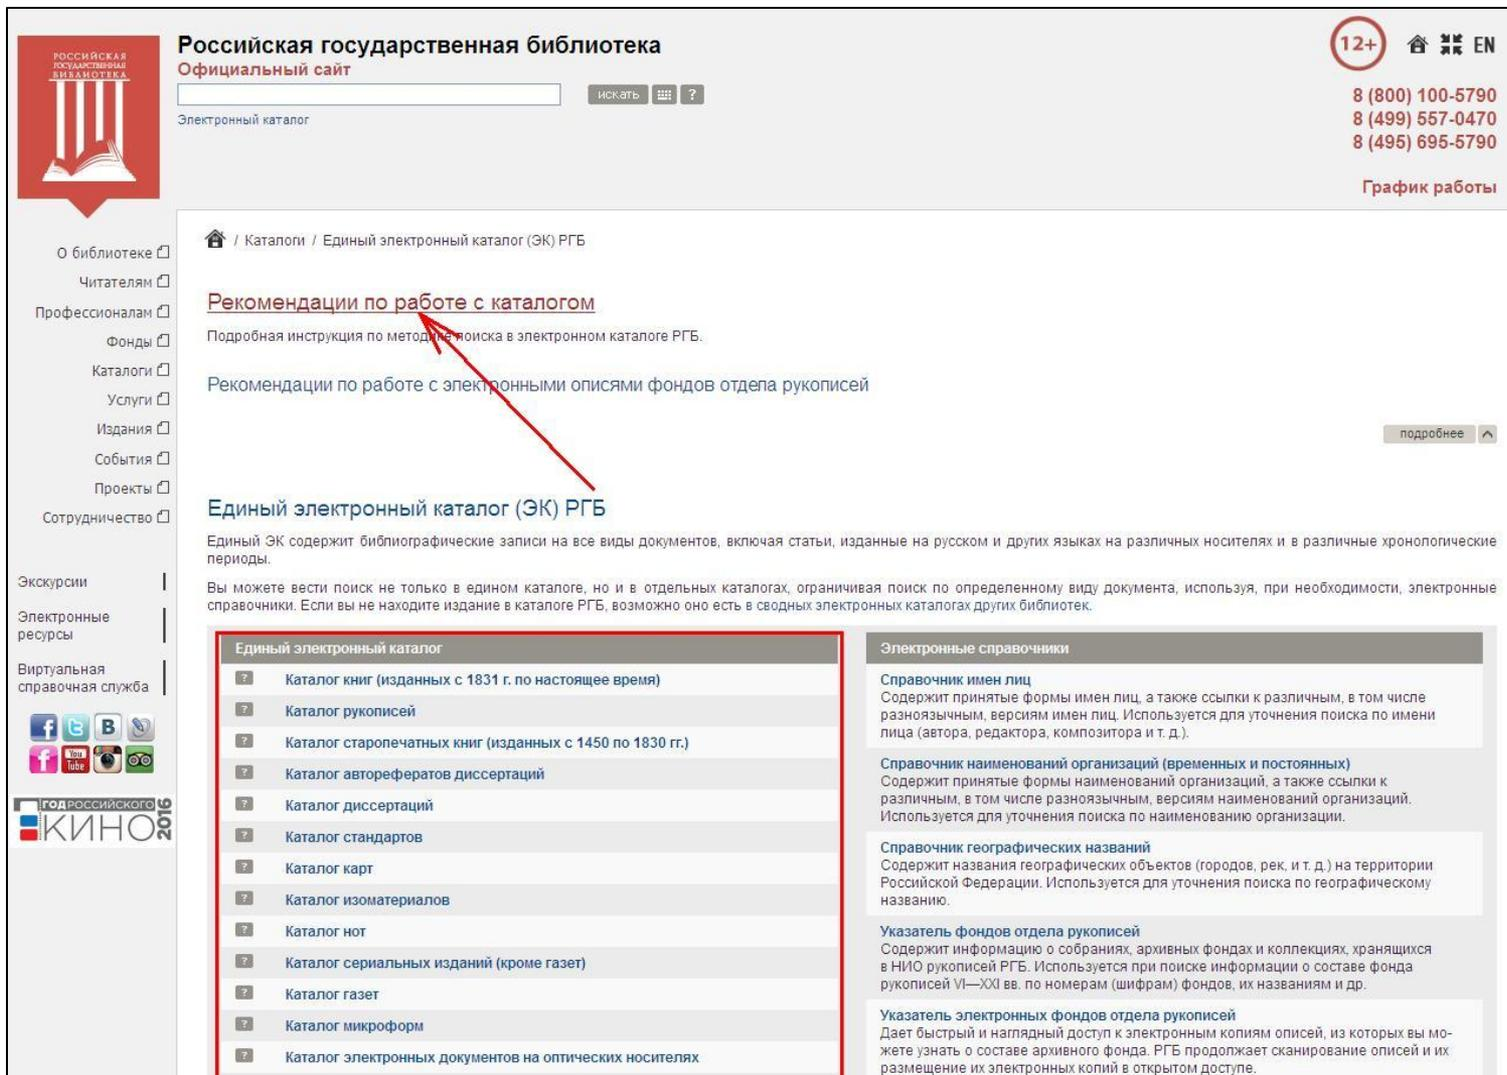 РОССИЙСКАЯ
ГОСУДАРСТВЕННАЯ
БИБЛИОТЕКА
Российская государственная библиотека
Официальный сайт
искать ?
Электронный каталог
12+ EN
8 (800) 100-5790
8 (499) 557-0470
8 (495) 695-5790
График работы
О библиотеке
Читателям
Профессионалам
Фонды
Каталоги
Услуги
Издания
События
Проекты
Сотрудничество
Экскурсии
Электронные
ресурсы
Виртуальная
справочная служба
You
Tube
ГОД РОССИЙСКОГО
КИНО
2016
/ Каталоги / Единый электронный каталог (ЭК) РГБ
Рекомендации по работе с каталогом
Подробная инструкция по методике поиска в электронном каталоге РГБ.
Рекомендации по работе с электронными описями фондов отдела рукописей
подробнее
Единый электронный каталог (ЭК) РГБ
Единый ЭК содержит библиографические записи на все виды документов, включая статьи, изданные на русском и других языках на различных носителях и в различные хронологические
периоды.
Вы можете вести поиск не только в едином каталоге, но и в отдельных каталогах, ограничивая поиск по определенному виду документа, используя, при необходимости, электронные
справочники. Если вы не находите издание в каталоге РГБ, возможно оно есть в сводных электронных каталогах других библиотек.
Единый электронный каталог
? Каталог книг (изданных с 1831 г. по настоящее время)
? Каталог рукописей
? Каталог старопечатных книг (изданных с 1450 по 1830 гг.)
? Каталог авторефератов диссертаций
? Каталог диссертаций
? Каталог стандартов
? Каталог карт
? Каталог изоматериалов
? Каталог нот
? Каталог сериальных изданий (кроме газет)
? Каталог газет
? Каталог микроформ
? Каталог электронных документов на оптических носителях
Электронные справочники
Справочник имен лиц
Содержит принятые формы имен лиц, а также ссылки к различным, в том числе
разноязычным, версиям имен лиц. Используется для уточнения поиска по имени
лица (автора, редактора, композитора и т. д.).
Справочник наименований организаций (временных и постоянных)
Содержит принятые формы наименований организаций, а также ссылки к
различным, в том числе разноязычным, версиям наименований организаций.
Используется для уточнения поиска по наименованию организации.
Справочник географических названий
Содержит названия географических объектов (городов, рек, и т. д.) на территории
Российской Федерации. Используется для уточнения поиска по географическому
названию.
Указатель фондов отдела рукописей
Содержит информацию о собраниях, архивных фондах и коллекциях, хранящихся
в НИО рукописей РГБ. Используется при поиске информации о составе фонда
рукописей VI—XXI вв. по номерам (шифрам) фондов, их названиям и др.
Указатель электронных фондов отдела рукописей
Дает быстрый и наглядный доступ к электронным копиям описей, из которых вы мо-
жете узнать о составе архивного фонда. РГБ продолжает сканирование описей и их
размещение их электронных копий в открытом доступе.